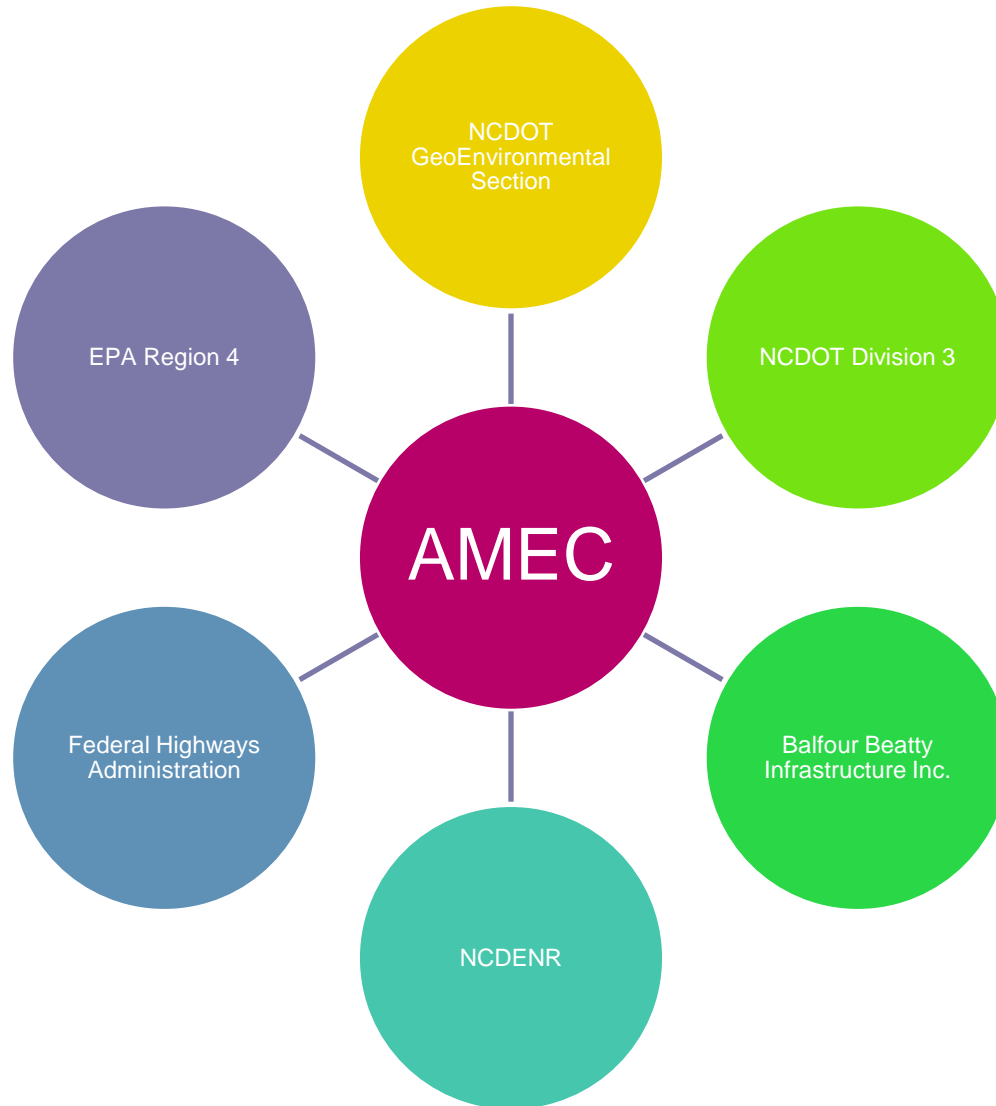 NCDOT
GeoEnvironmental
Section
EPA Region 4
NCDOT Division 3
AMEC
Federal Highways
Administration
Balfour Beatty
Infrastructure Inc.
NCDENR